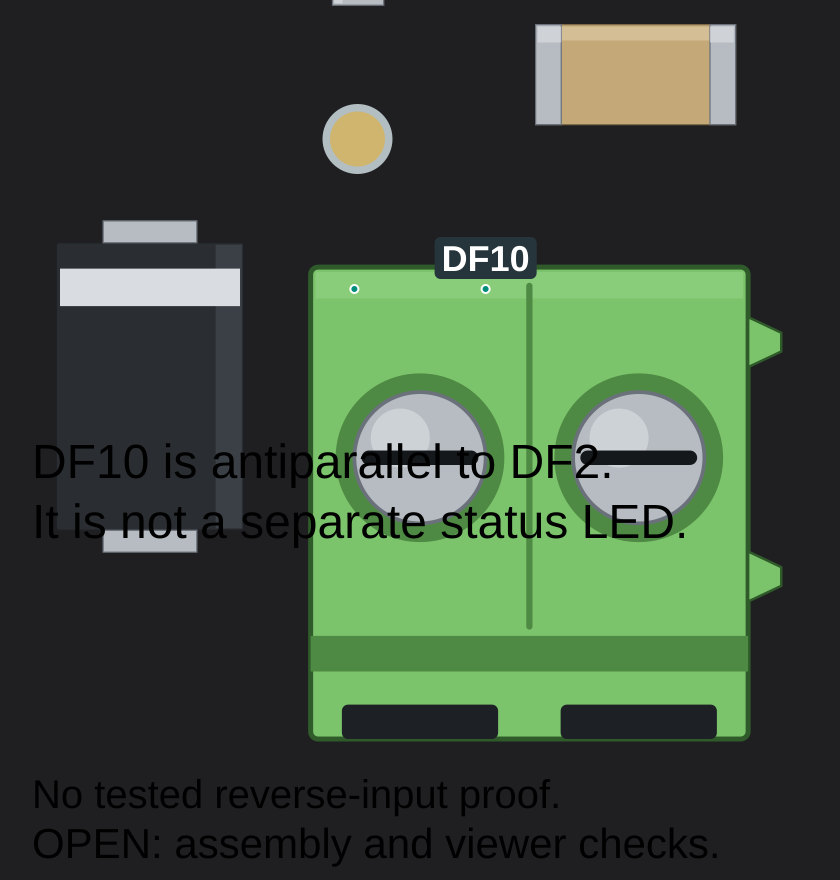 DF10
DF10 is antiparallel to DF2.
It is not a separate status LED.
No tested reverse-input proof.
OPEN: assembly and viewer checks.